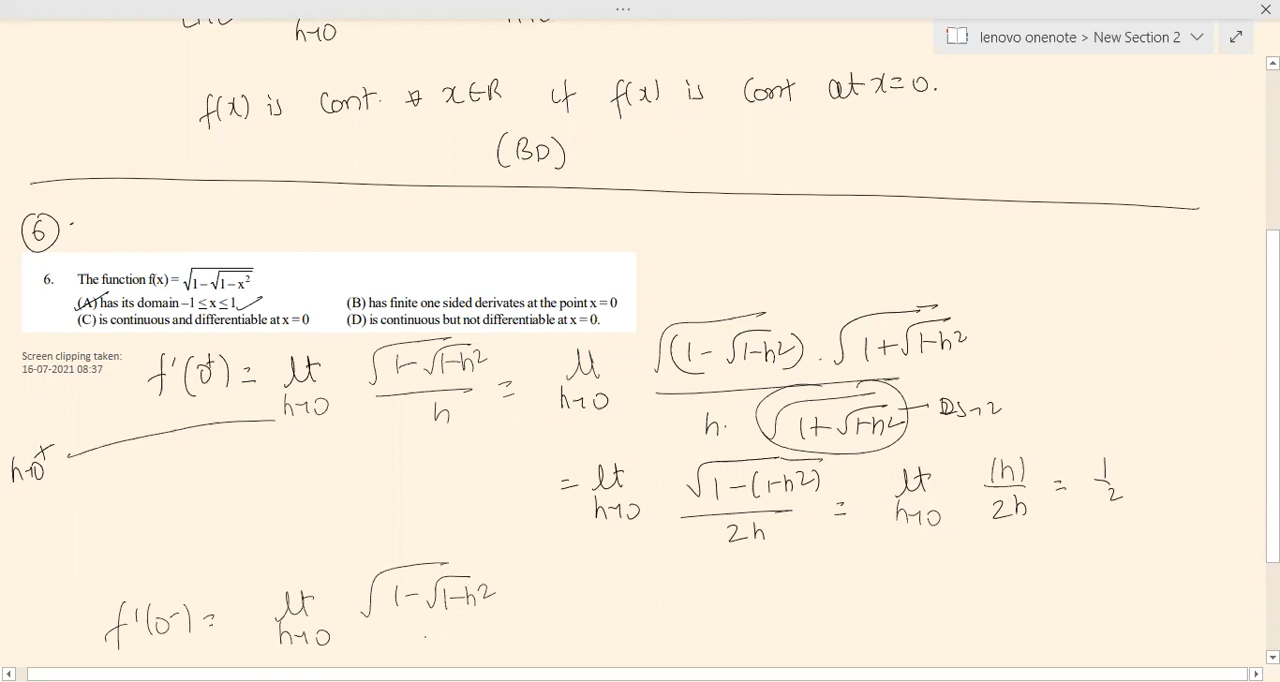 lenovo onenote > New Section 2
h→0
f(x) is cont. ∀ x∈R if f(x) is cont at x=0.
(BD)
6
6. The function f(x) = √(1−√(1−x²))
(A) has its domain −1 ≤ x ≤ 1 (B) has finite one sided derivates at the point x = 0
(C) is continuous and differentiable at x = 0 (D) is continuous but not differentiable at x = 0.
Screen clipping taken:
16-07-2021 08:37
f'(0⁺) = lt h→0 √(1−√(1−h²)) / h = lt h→0 √(1−√(1−h²)) · √(1+√(1−h²)) / h · √(1+√(1−h²))
h→0⁺
= lt h→0 √(1−(1−h²)) / 2h = lt h→0 (h) / 2h = 1/2
f'(0⁻) = lt h→0 √(1−√(1−h²))